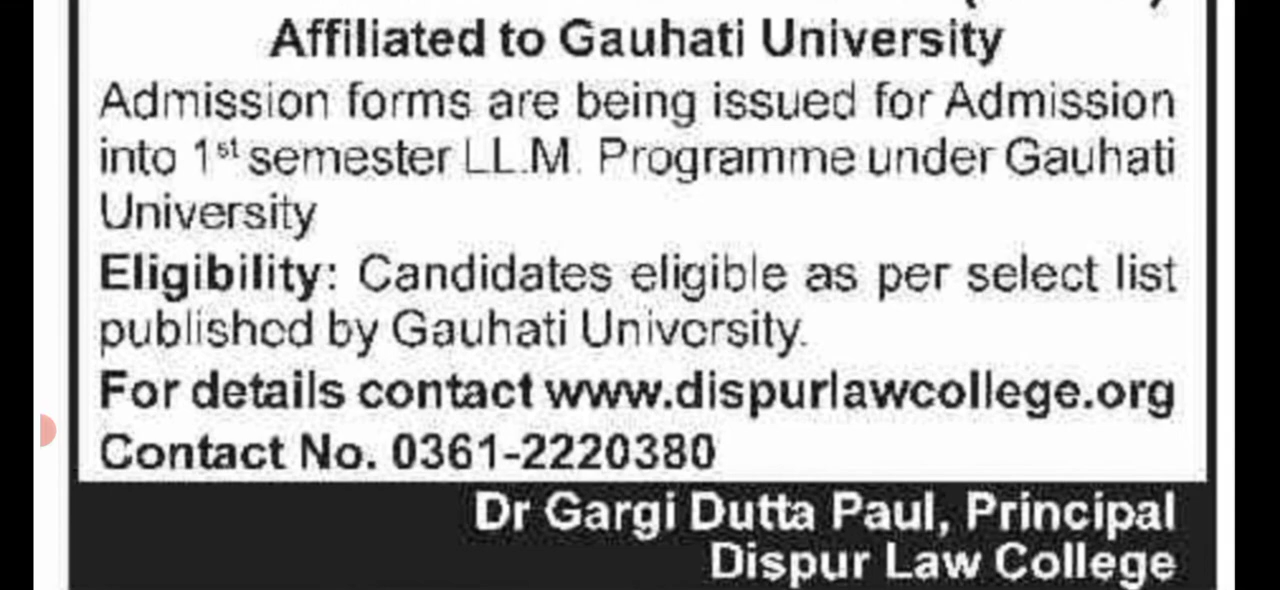 Affiliated to Gauhati University
Admission forms are being issued for Admission
into 1st semester LL.M. Programme under Gauhati
University
Eligibility: Candidates eligible as per select list
published by Gauhati University.
For details contact www.dispurlawcollege.org
Contact No. 0361-2220380
Dr Gargi Dutta Paul, Principal
Dispur Law College